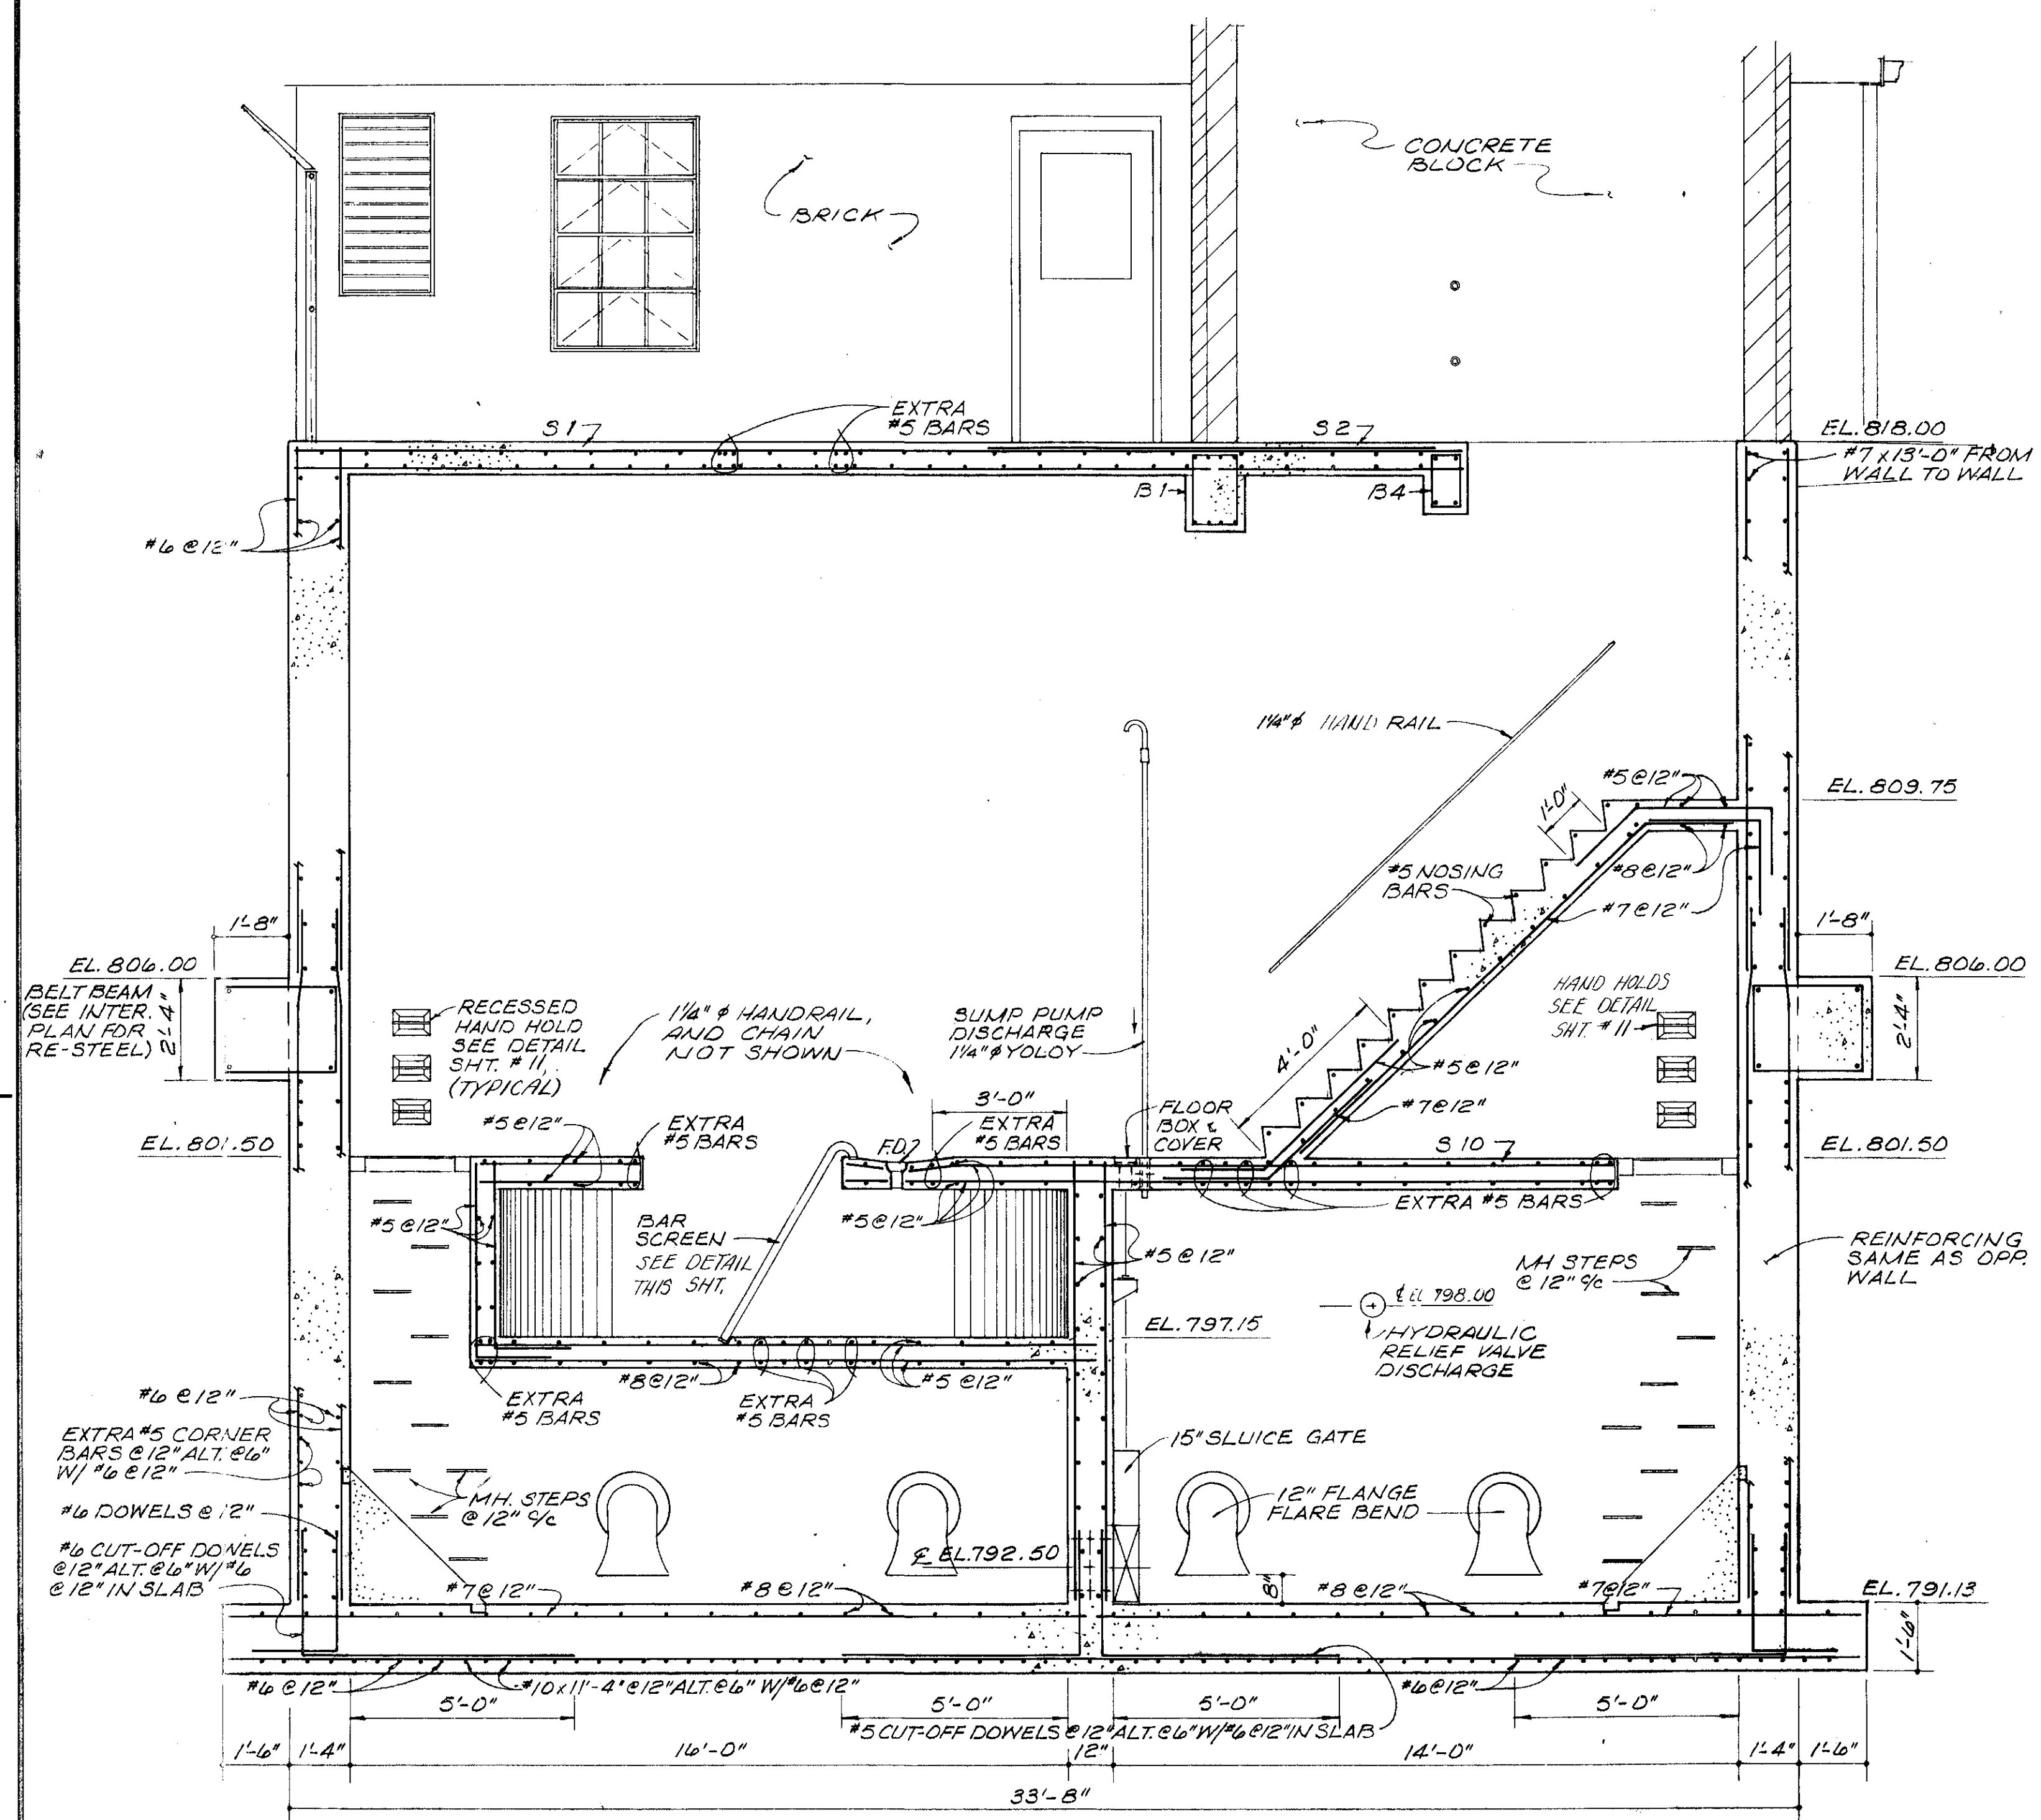 CONCRETE
BLOCK
BRICK
EXTRA
#5 BARS
S1
S2
EL. 818.00
#7 x 13'-0" FROM
WALL TO WALL
B1
B4
#6 @ 12"
1¼" ϕ HAND RAIL
#5 @ 12"
EL. 809.75
1'-0"
#5 NOSING
BARS
#8 @ 12"
#7 @ 12"
1'-8"
1'-8"
EL. 806.00
EL. 806.00
BELT BEAM
(SEE INTER.
PLAN FOR
RE-STEEL)
2'-4"
RECESSED
HAND HOLD
SEE DETAIL
SHT. # 11,
(TYPICAL)
1¼" ϕ HANDRAIL,
AND CHAIN
NOT SHOWN
SUMP PUMP
DISCHARGE
1¼" ϕ YOLOY
HAND HOLDS
SEE DETAIL
SHT. # 11
2'-4"
4'-0"
#5 @ 12"
#7 @ 12"
3'-0"
#5 @ 12"
EXTRA
#5 BARS
F.D.
EXTRA
#5 BARS
FLOOR
BOX &
COVER
EL. 801.50
S 10
EL. 801.50
EXTRA #5 BARS
#5 @ 12"
BAR
SCREEN
SEE DETAIL
THIS SHT.
#5 @ 12"
#5 @ 12"
MH STEPS
@ 12" c/c
REINFORCING
SAME AS OPP.
WALL
℄ EL 798.00
EL. 797.15
HYDRAULIC
RELIEF VALVE
DISCHARGE
#8 @ 12"
#5 @ 12"
EXTRA
#5 BARS
EXTRA
#5 BARS
#6 @ 12"
EXTRA #5 CORNER
BARS @ 12" ALT. @ 6"
W/ #6 @ 12"
15" SLUICE GATE
#6 DOWELS @ 12"
MH. STEPS
@ 12" c/c
12" FLANGE
FLARE BEND
#6 CUT-OFF DOWELS
@ 12" ALT. @ 6" W/ #6
@ 12" IN SLAB
℄ EL. 792.50
8"
#7 @ 12"
#8 @ 12"
#8 @ 12"
#7 @ 12"
EL. 791.13
1'-6"
#6 @ 12"
#10 x 11'-4" @ 12" ALT. @ 6" W/ #6 @ 12"
#6 @ 12"
5'-0"
5'-0"
5'-0"
5'-0"
#5 CUT-OFF DOWELS @ 12" ALT. @ 6" W/ #6 @ 12" IN SLAB
1'-6"
1'-4"
16'-0"
12"
14'-0"
1'-4"
1'-6"
33'-8"